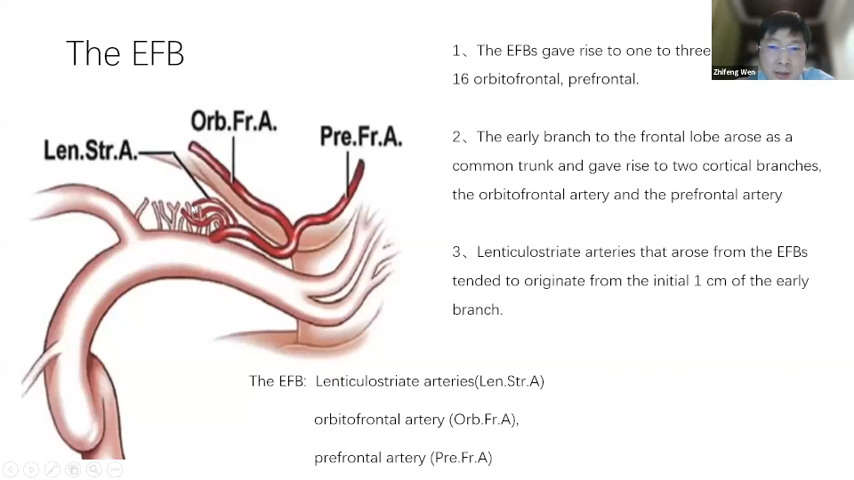 The EFB
Len.Str.A.
Orb.Fr.A.
Pre.Fr.A.
1、The EFBs gave rise to one to three
16 orbitofrontal, prefrontal.
2、The early branch to the frontal lobe arose as a
common trunk and gave rise to two cortical branches,
the orbitofrontal artery and the prefrontal artery
3、Lenticulostriate arteries that arose from the EFBs
tended to originate from the initial 1 cm of the early
branch.
The EFB: Lenticulostriate arteries(Len.Str.A)
orbitofrontal artery (Orb.Fr.A),
prefrontal artery (Pre.Fr.A)
Zhifeng Wen